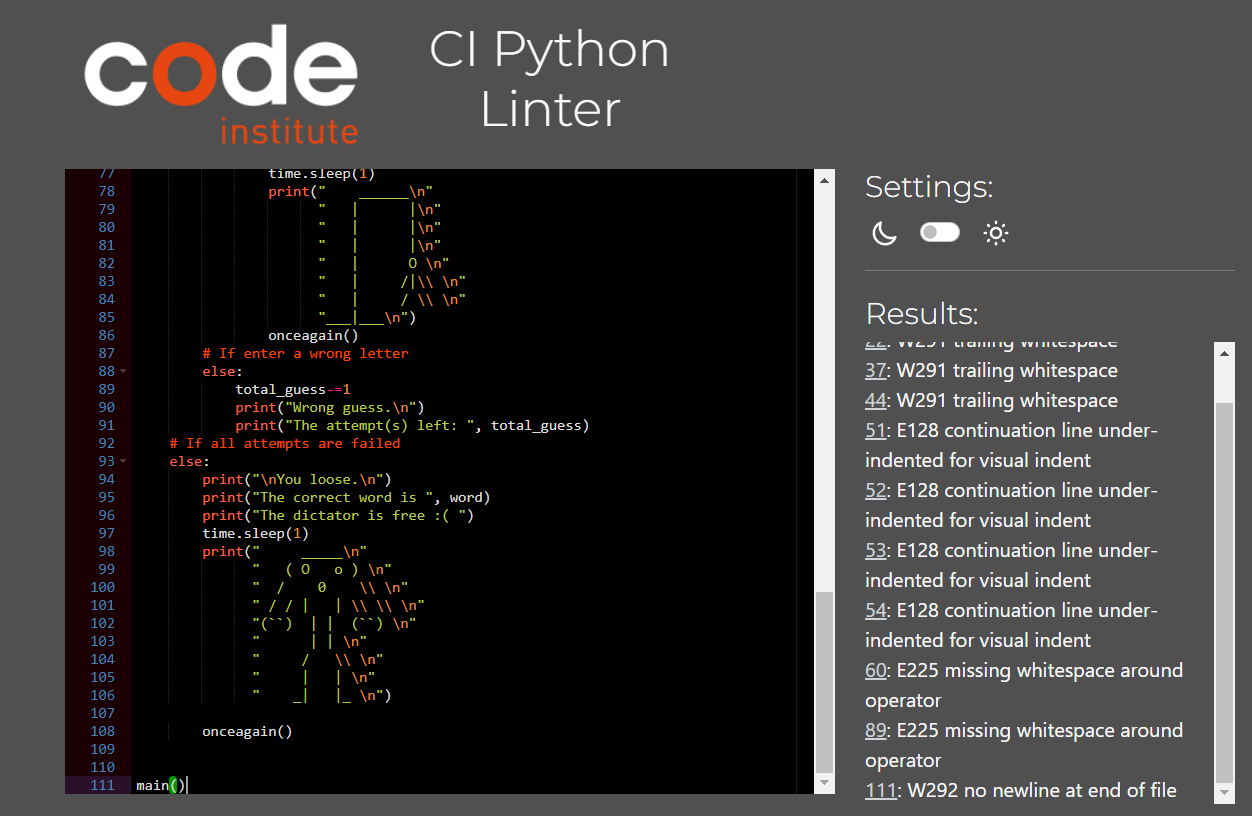 code
institute
CI Python
Linter
77 time.sleep(1)
78 print("    ______\n"
79 "   |      |\n"
80 "   |      |\n"
81 "   |      |\n"
82 "   |      O \n"
83 "   |     /|\\ \n"
84 "   |     / \\ \n"
85 "___|___\n")
86 onceagain()
87 # If enter a wrong letter
88 else:
89 total_guess-=1
90 print("Wrong guess.\n")
91 print("The attempt(s) left: ", total_guess)
92 # If all attempts are failed
93 else:
94 print("\nYou loose.\n")
95 print("The correct word is ", word)
96 print("The dictator is free :( ")
97 time.sleep(1)
98 print("     _____\n"
99 "   ( O   o ) \n"
100 "  /    0    \\ \n"
101 " / / |   | \\ \\ \n"
102 "(``)  | |  (``) \n"
103 "      | | \n"
104 "     /   \\ \n"
105 "     |   | \n"
106 "    _|   |_ \n")
107
108 onceagain()
109
110
111 main()
Settings:
Results:
22: W291 trailing whitespace
37: W291 trailing whitespace
44: W291 trailing whitespace
51: E128 continuation line under-
indented for visual indent
52: E128 continuation line under-
indented for visual indent
53: E128 continuation line under-
indented for visual indent
54: E128 continuation line under-
indented for visual indent
60: E225 missing whitespace around
operator
89: E225 missing whitespace around
operator
111: W292 no newline at end of file